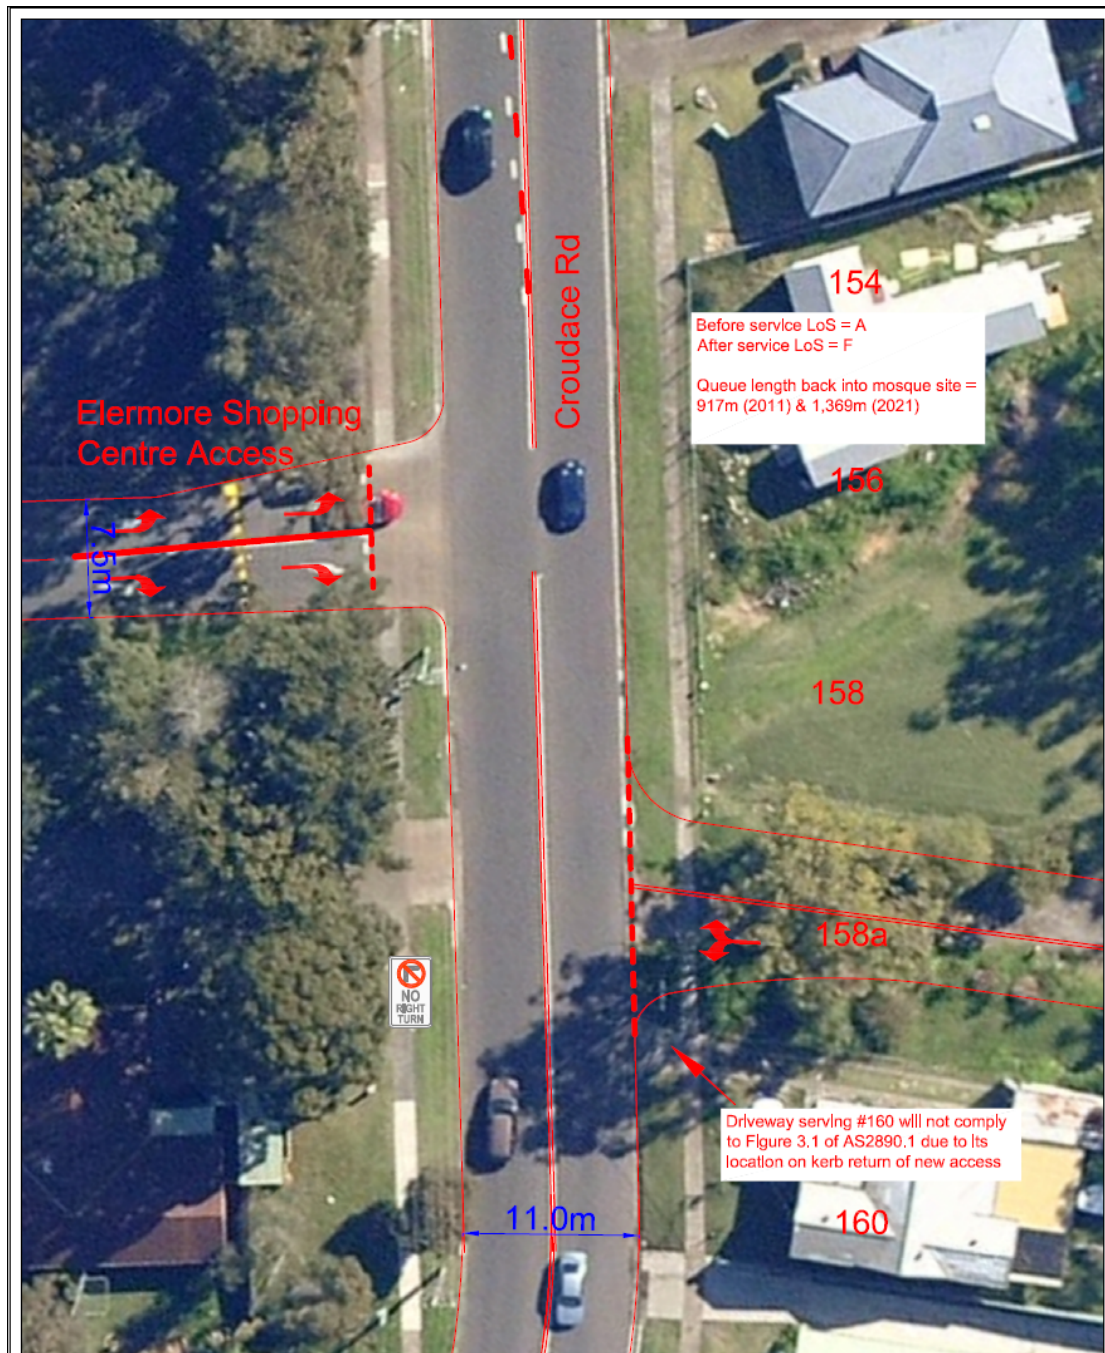 Croudace Rd
154
Before service LoS = A
After service LoS = F
Queue length back into mosque site =
917m (2011) & 1,369m (2021)
Elermore Shopping
Centre Access
156
7.5m
158
158a
NO
RIGHT
TURN
Driveway serving #160 will not comply
to Figure 3.1 of AS2890.1 due to its
location on kerb return of new access
11.0m
160